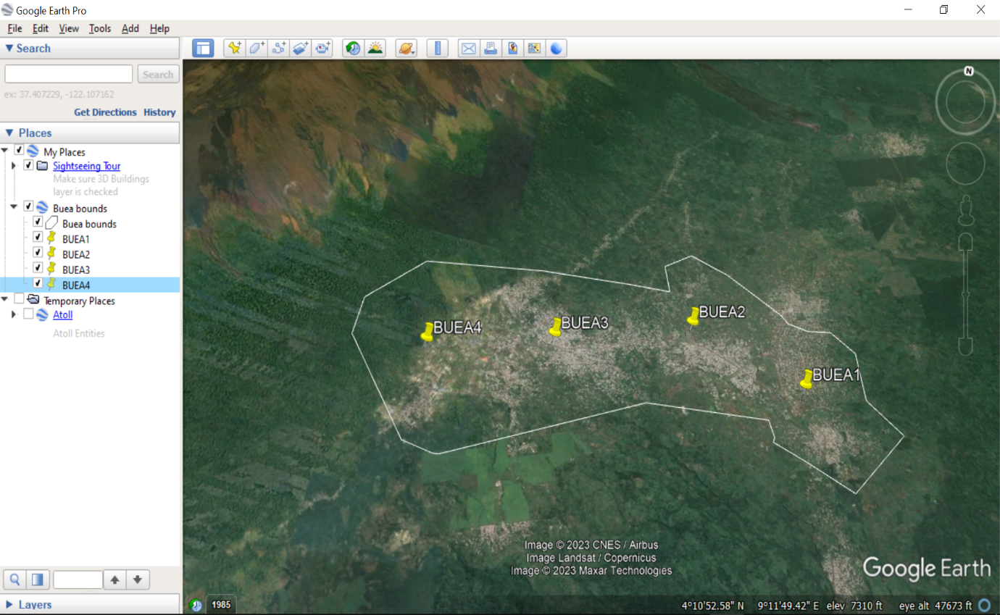 Google Earth Pro
File Edit View Tools Add Help
Search
Search
ex: 37.407229, -122.107162
Get Directions History
Places
My Places
Sightseeing Tour
Make sure 3D Buildings
layer is checked
Buea bounds
Buea bounds
BUEA1
BUEA2
BUEA3
BUEA4
Temporary Places
Atoll
Atoll Entities
Layers
N
BUEA2
BUEA3
BUEA4
BUEA1
Image © 2023 CNES / Airbus
Image Landsat / Copernicus
Image © 2023 Maxar Technologies
Google Earth
1985
4°10'52.58" N 9°11'49.42" E elev 7310 ft eye alt 47673 ft